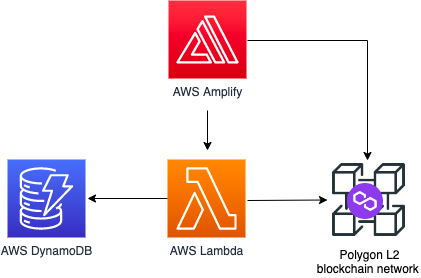 AWS Amplify
AWS DynamoDB
AWS Lambda
Polygon L2
blockchain network